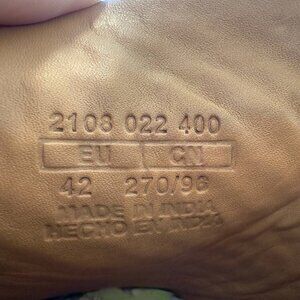 2108 022 400
EU CN
42 270/96
MADE IN INDIA
HECHO EN INDIA